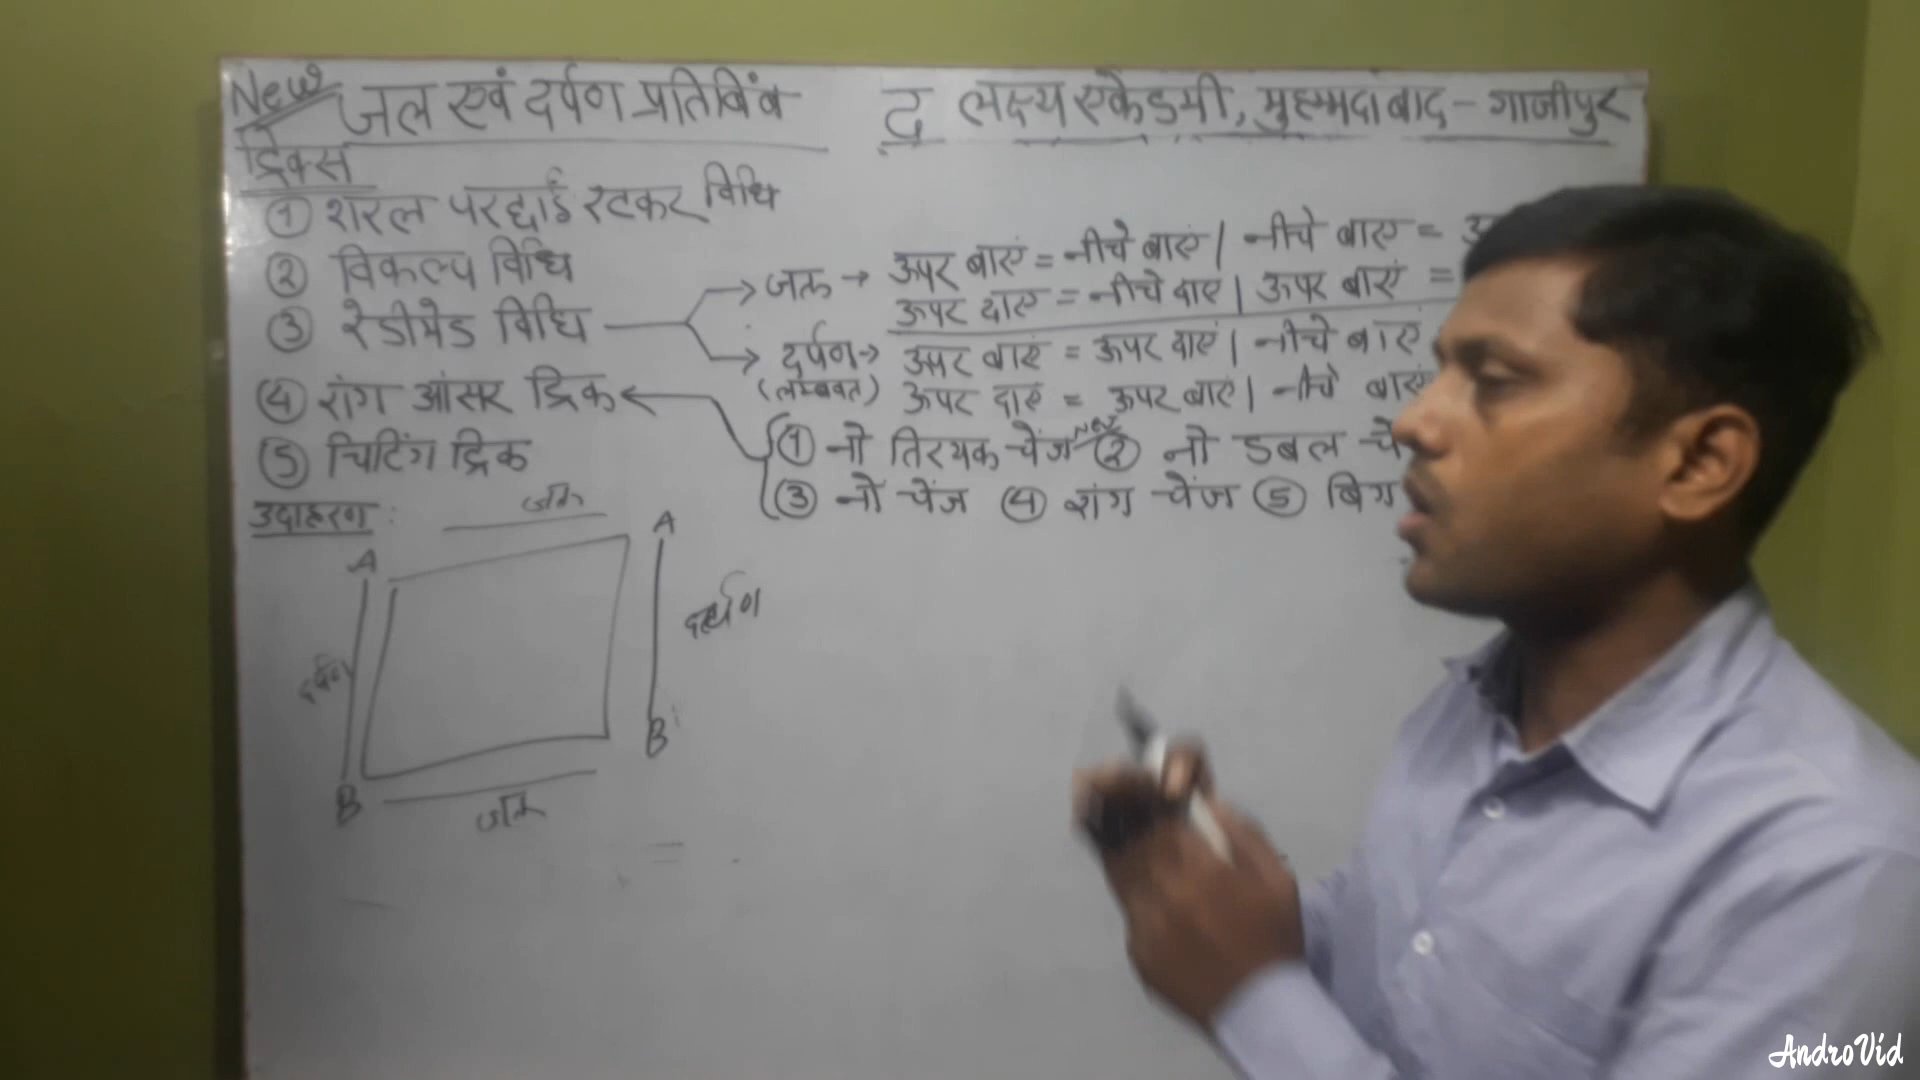 New जल एवं दर्पण प्रतिबिंब
द लक्ष्य एकेडमी, मुहम्मदाबाद - गाजीपुर
ट्रिक्स
① शरल परछाई रटकर विधि
② विकल्प विधि
③ रेडीमेड विधि
④ रांग आंसर ट्रिक
⑤ चिटिंग ट्रिक
जल → ऊपर बाएं = नीचे बाएं | नीचे बाएं =
ऊपर दाएं = नीचे दाएं | ऊपर बाएं =
दर्पण → ऊपर बाएं = ऊपर दाएं | नीचे बाएं
(लम्बवत) ऊपर दाएं = ऊपर बाएं | नीचे बाएं
① नो तिरयक चेंज New ② नो डबल चे
③ नो चेंज ④ रांग चेंज ⑤ बिग
उदाहरण :
जल
A
A
दर्पण
दर्पण
B
B
जल
AndroVid